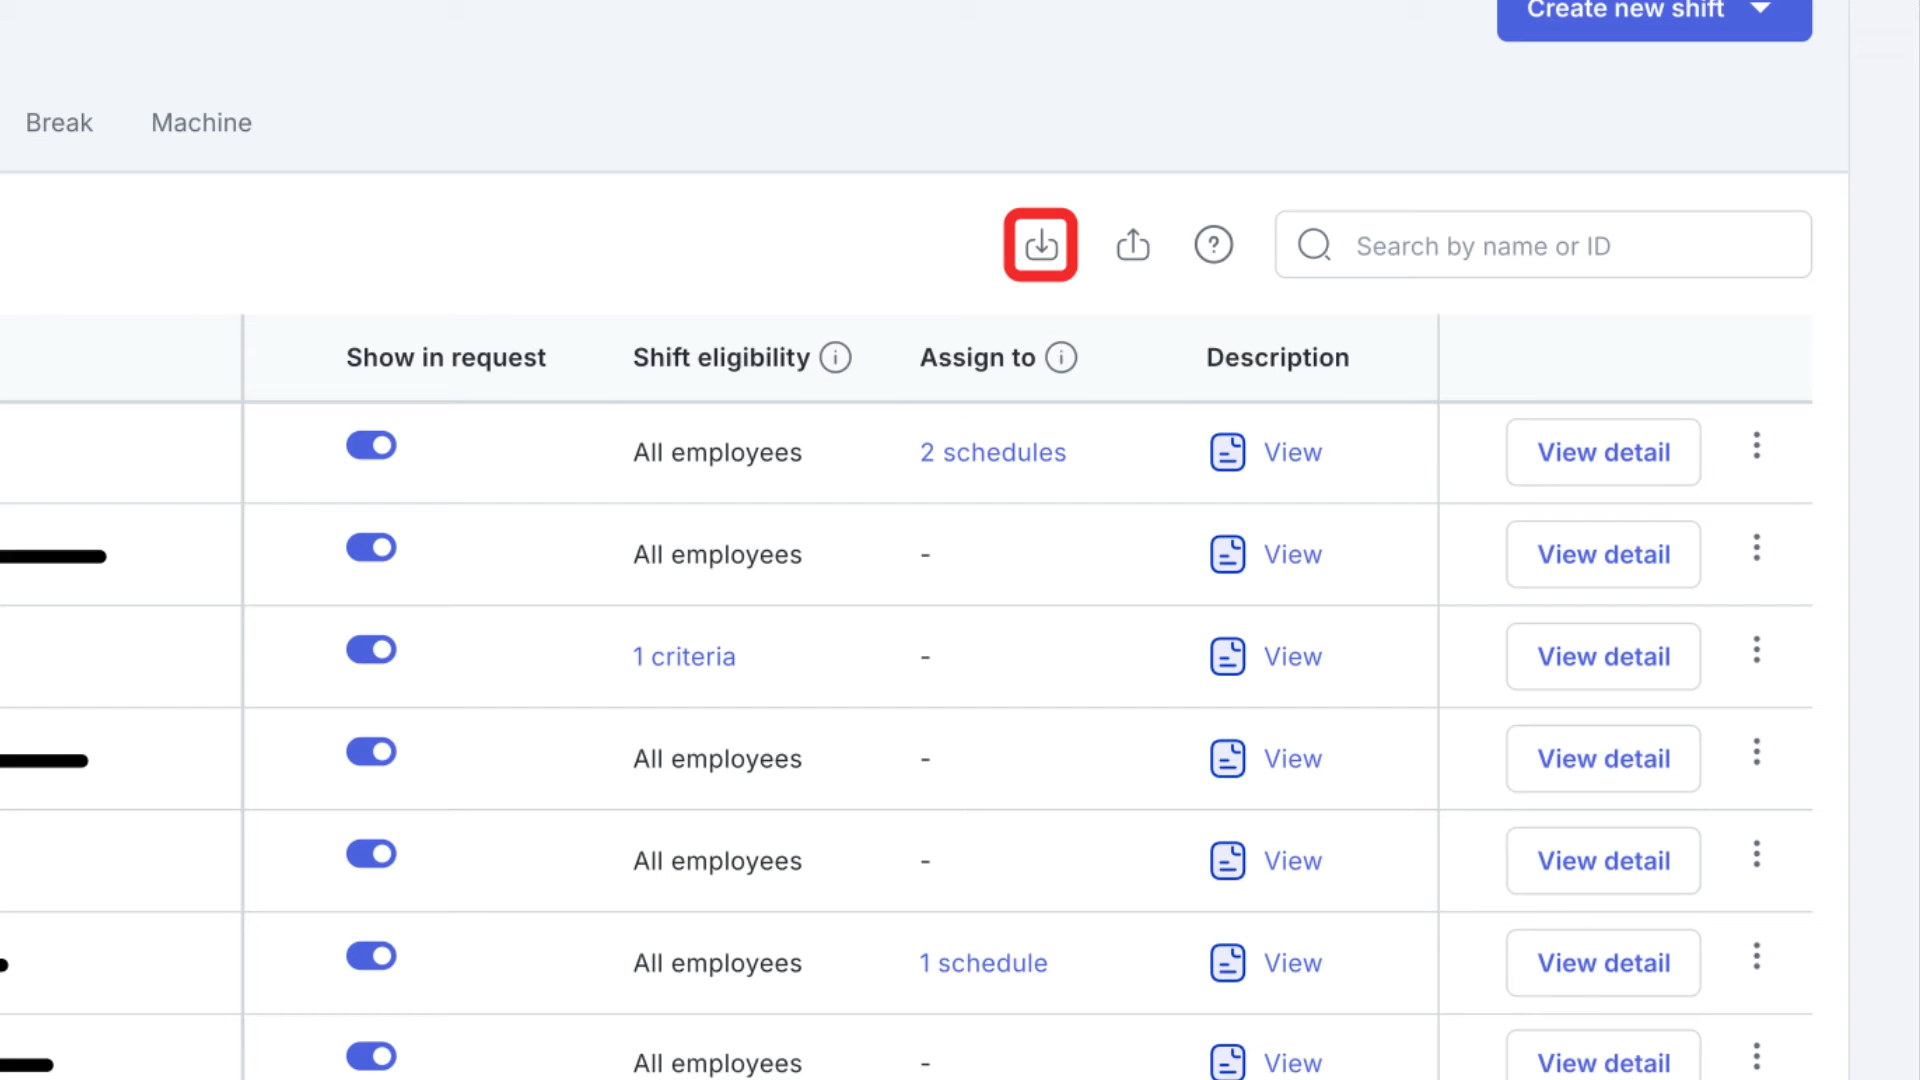 Create new shift
Break Machine
Search by name or ID
Show in request Shift eligibility Assign to Description
All employees 2 schedules View View detail
All employees - View View detail
1 criteria - View View detail
All employees - View View detail
All employees - View View detail
All employees 1 schedule View View detail
All employees - View View detail